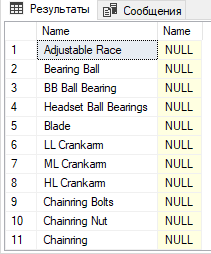 Результаты Сообщения
Name Name
1 Adjustable Race NULL
2 Bearing Ball NULL
3 BB Ball Bearing NULL
4 Headset Ball Bearings NULL
5 Blade NULL
6 LL Crankarm NULL
7 ML Crankarm NULL
8 HL Crankarm NULL
9 Chainring Bolts NULL
10 Chainring Nut NULL
11 Chainring NULL